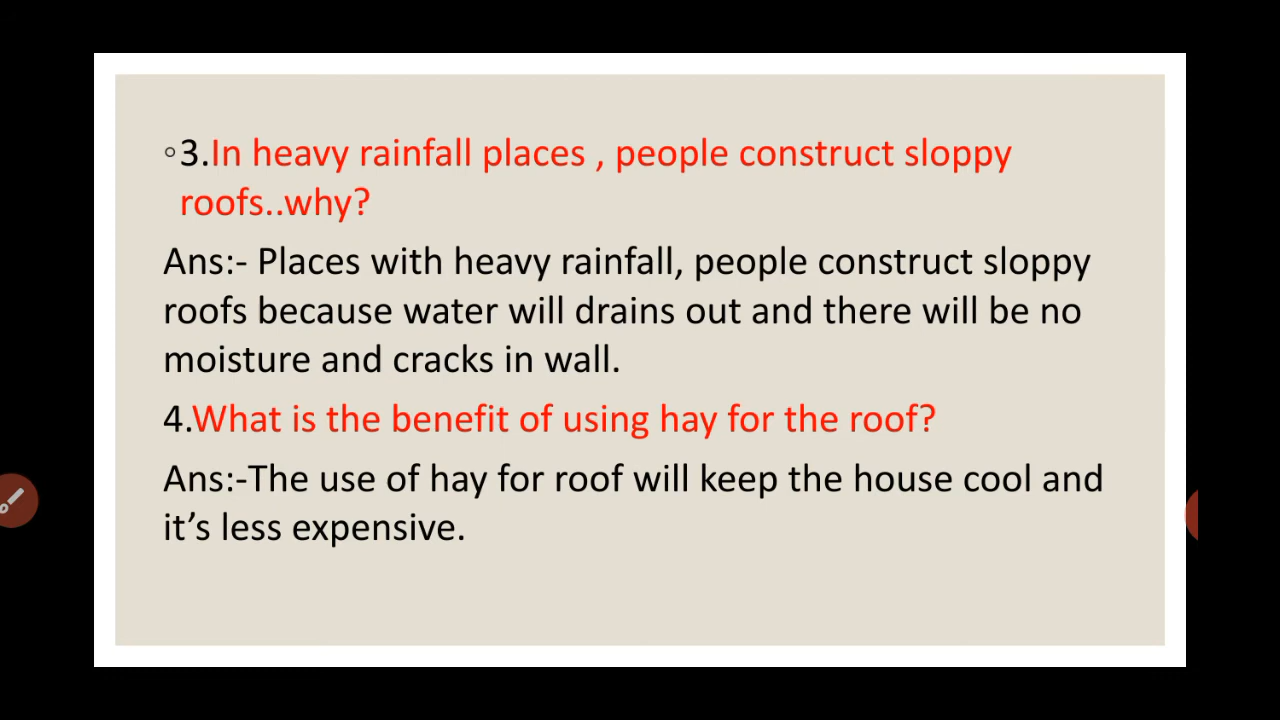 ◦3.In heavy rainfall places , people construct sloppy
roofs..why?
Ans:- Places with heavy rainfall, people construct sloppy
roofs because water will drains out and there will be no
moisture and cracks in wall.
4.What is the benefit of using hay for the roof?
Ans:-The use of hay for roof will keep the house cool and
it’s less expensive.